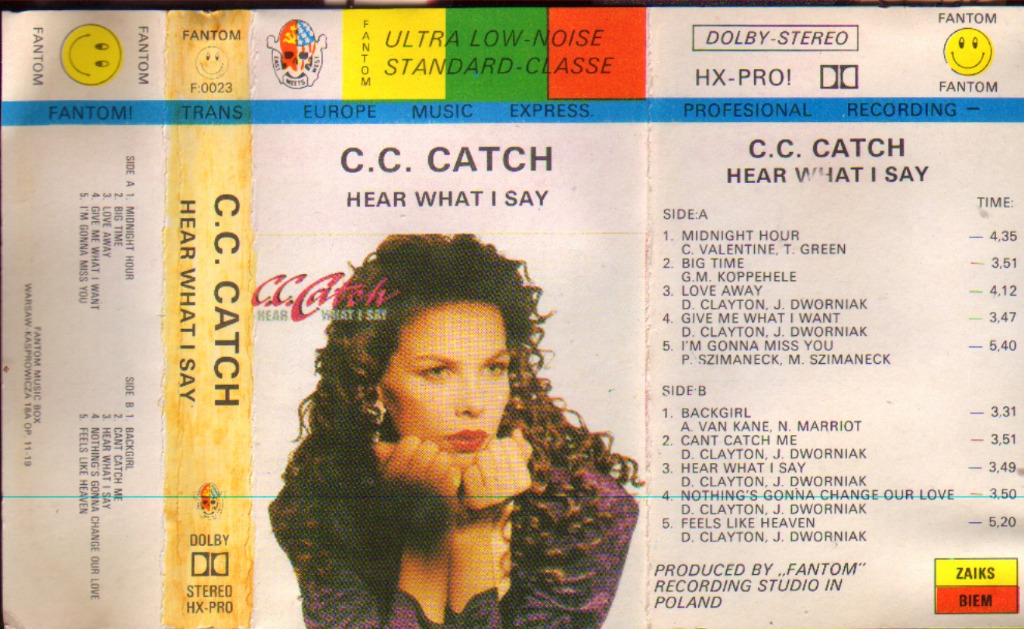 FANTOM
FANTOM
SIDE A 1. MIDNIGHT HOUR
2. BIG TIME
3. LOVE AWAY
4. GIVE ME WHAT I WANT
5. I'M GONNA MISS YOU
SIDE B 1. BACKGIRL
2. CANT CATCH ME
3. HEAR WHAT I SAY
4. NOTHING'S GONNA CHANGE OUR LOVE
5. FEELS LIKE HEAVEN
FANTOM MUSIC BOX
WARSAW KASPROWICZA 18A OP. 11-19
FANTOM
F:0023
C.C. CATCH
HEAR WHAT I SAY
DOLBY
STEREO
HX-PRO
EAST MEETS WEST
FANTOM
ULTRA LOW-NOISE
STANDARD-CLASSE
FANTOM! TRANS EUROPE MUSIC EXPRESS. PROFESIONAL RECORDING –
C.C. CATCH
HEAR WHAT I SAY
C.C. Catch
HEAR WHAT I SAY
DOLBY-STEREO
HX-PRO!
FANTOM
FANTOM
C.C. CATCH
HEAR WHAT I SAY
TIME:
SIDE:A
1. MIDNIGHT HOUR — 4,35
C. VALENTINE, T. GREEN
2. BIG TIME — 3,51
G.M. KOPPEHELE
3. LOVE AWAY — 4,12
D. CLAYTON, J. DWORNIAK
4. GIVE ME WHAT I WANT — 3,47
D. CLAYTON, J. DWORNIAK
5. I'M GONNA MISS YOU — 5,40
P. SZIMANECK, M. SZIMANECK
SIDE:B
1. BACKGIRL — 3.31
A. VAN KANE, N. MARRIOT
2. CANT CATCH ME — 3,51
D. CLAYTON, J. DWORNIAK
3. HEAR WHAT I SAY — 3,49
D. CLAYTON, J. DWORNIAK
4. NOTHING'S GONNA CHANGE OUR LOVE — 3,50
D. CLAYTON, J. DWORNIAK
5. FEELS LIKE HEAVEN — 5,20
D. CLAYTON, J. DWORNIAK
PRODUCED BY „FANTOM"
RECORDING STUDIO IN
POLAND
ZAIKS
BIEM